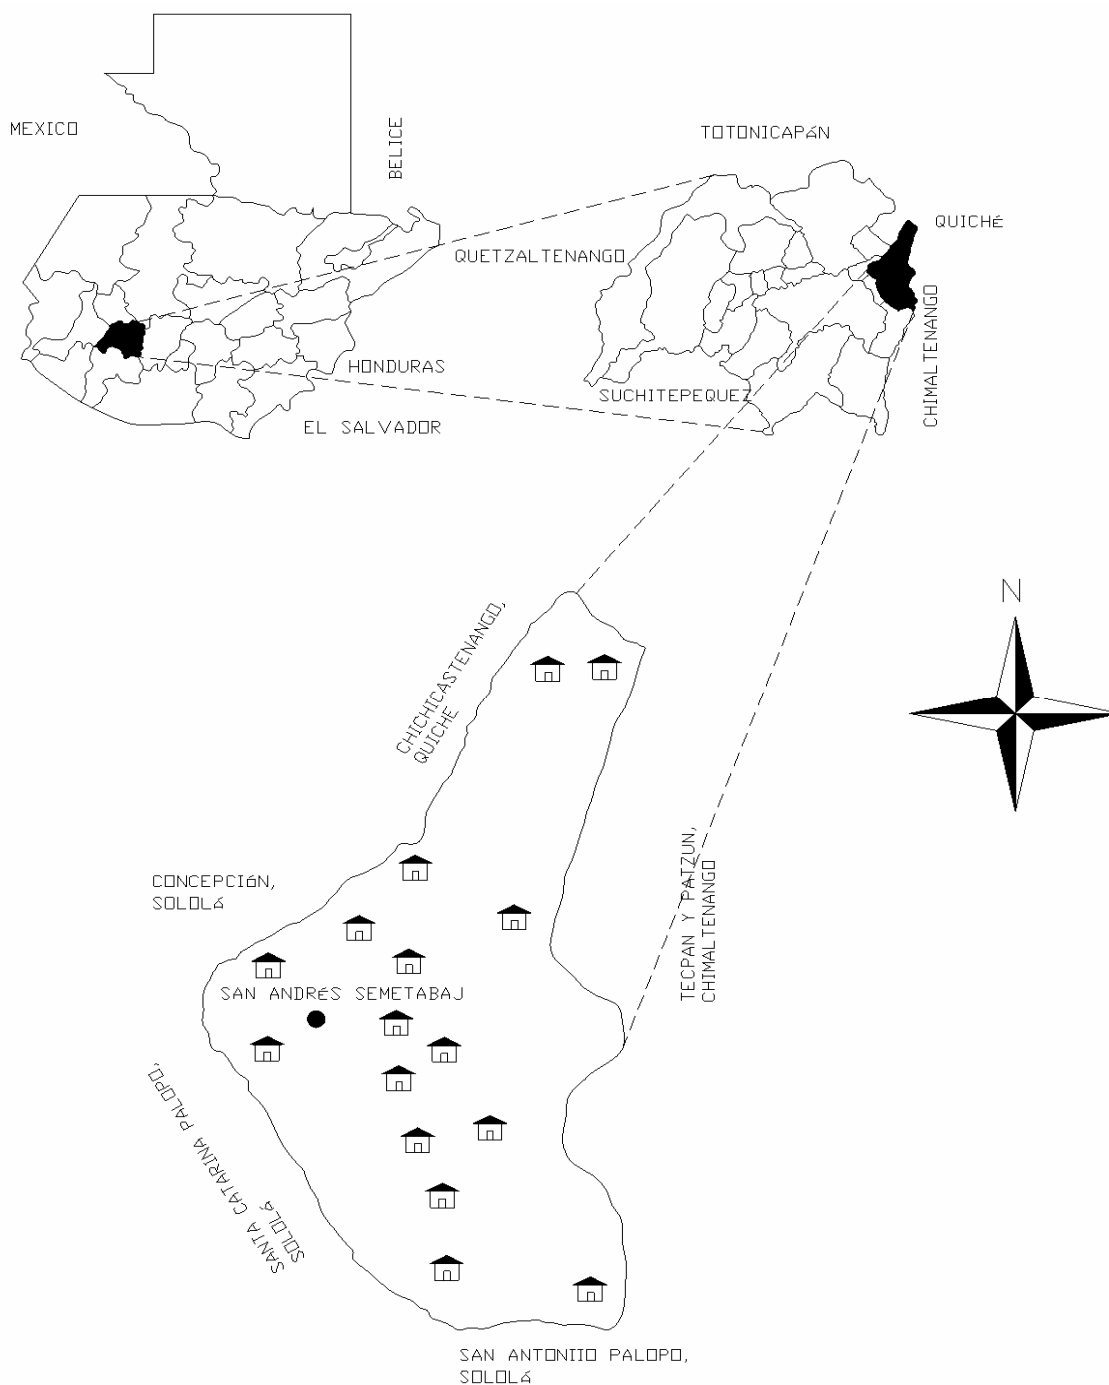 MEXICO
BELICE
TOTONICAPáN
QUICHé
QUETZALTENANGO
CHIMALTENANGO
HONDURAS
SUCHITEPEQUEZ
EL SALVADOR
N
CHICHICASTENANGO,
QUICHE
TECPAN Y PATZUN,
CHIMALTENANGO
CONCEPCIóN,
SOLOLá
SAN ANDRéS SEMETABAJ
SANTA CATARINA PALOPO,
SOLOLá
SAN ANTONIIO PALOPO,
SOLOLá